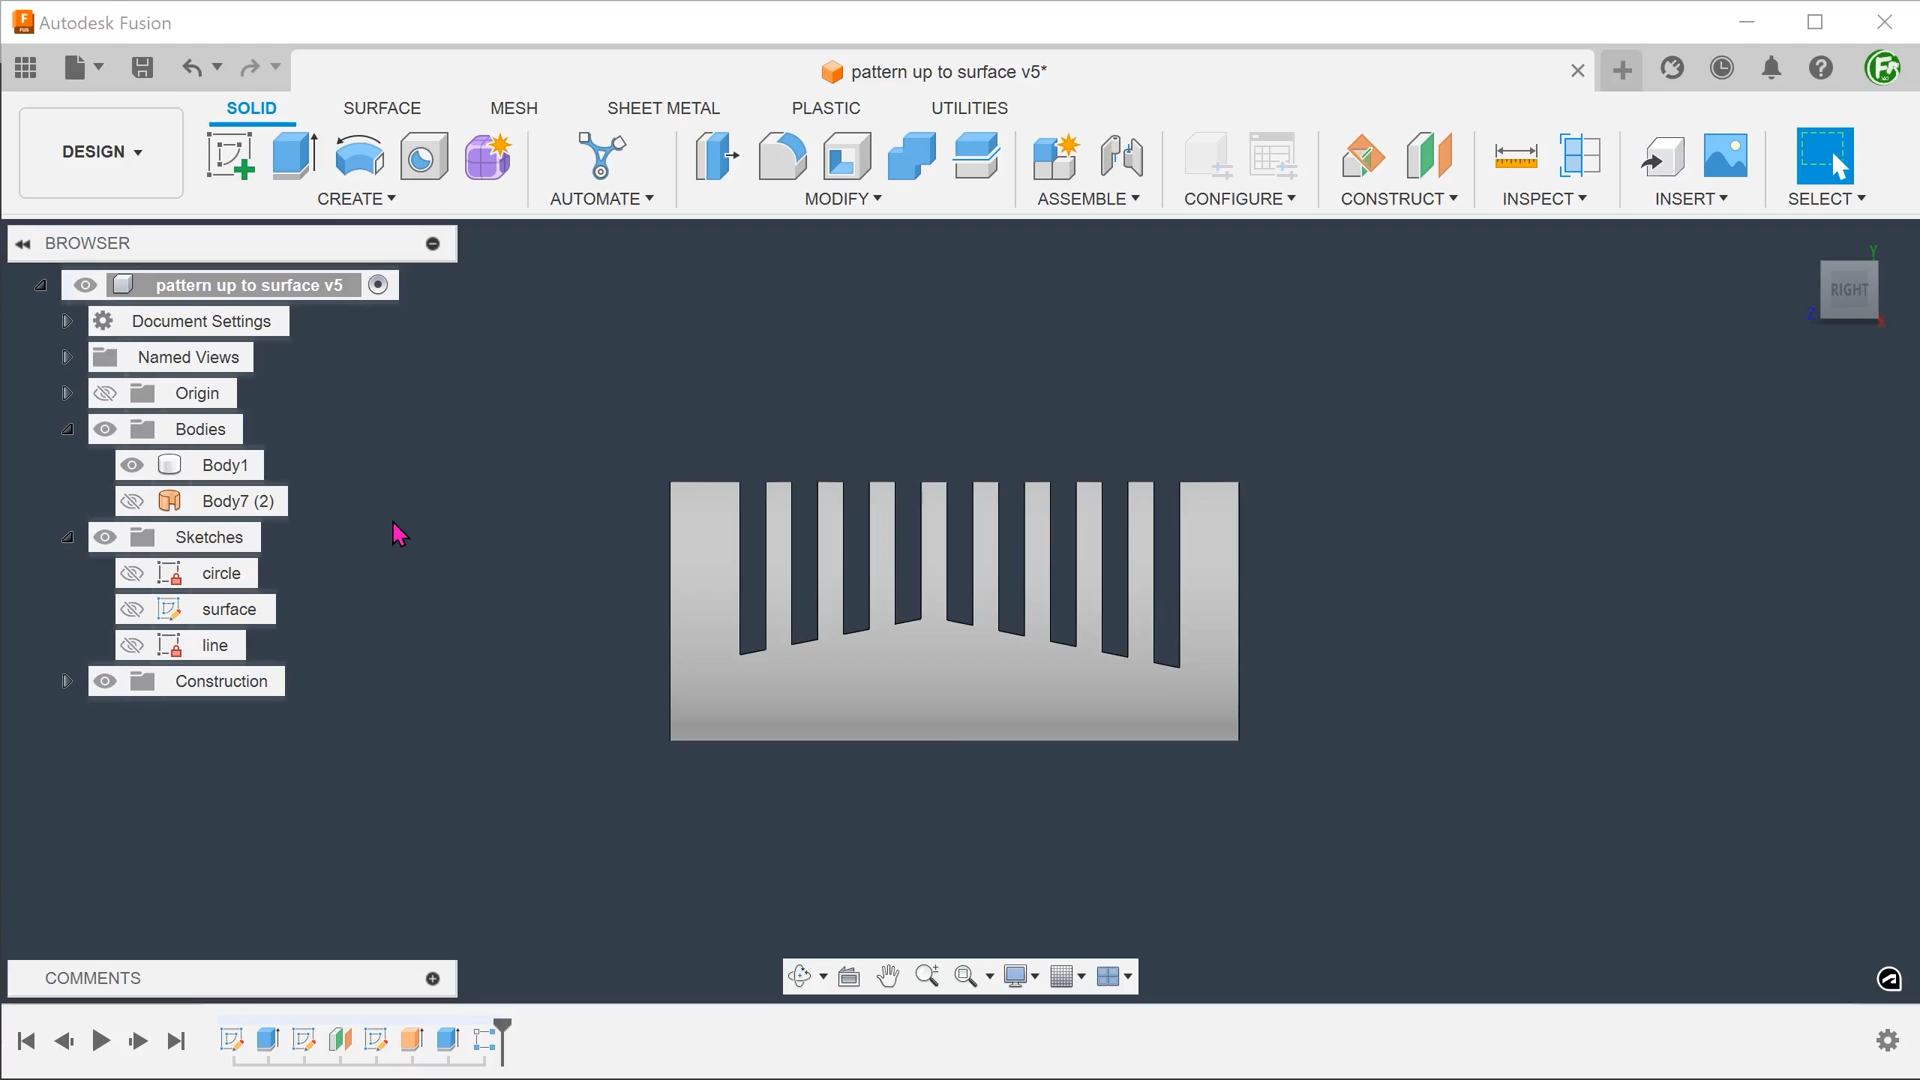 Autodesk Fusion
pattern up to surface v5*
SOLID SURFACE MESH SHEET METAL PLASTIC UTILITIES
DESIGN
CREATE AUTOMATE MODIFY ASSEMBLE CONFIGURE CONSTRUCT INSPECT INSERT SELECT
BROWSER
pattern up to surface v5
Document Settings
Named Views
Origin
Bodies
Body1
Body7 (2)
Sketches
circle
surface
line
Construction
Y
RIGHT
Z
X
COMMENTS